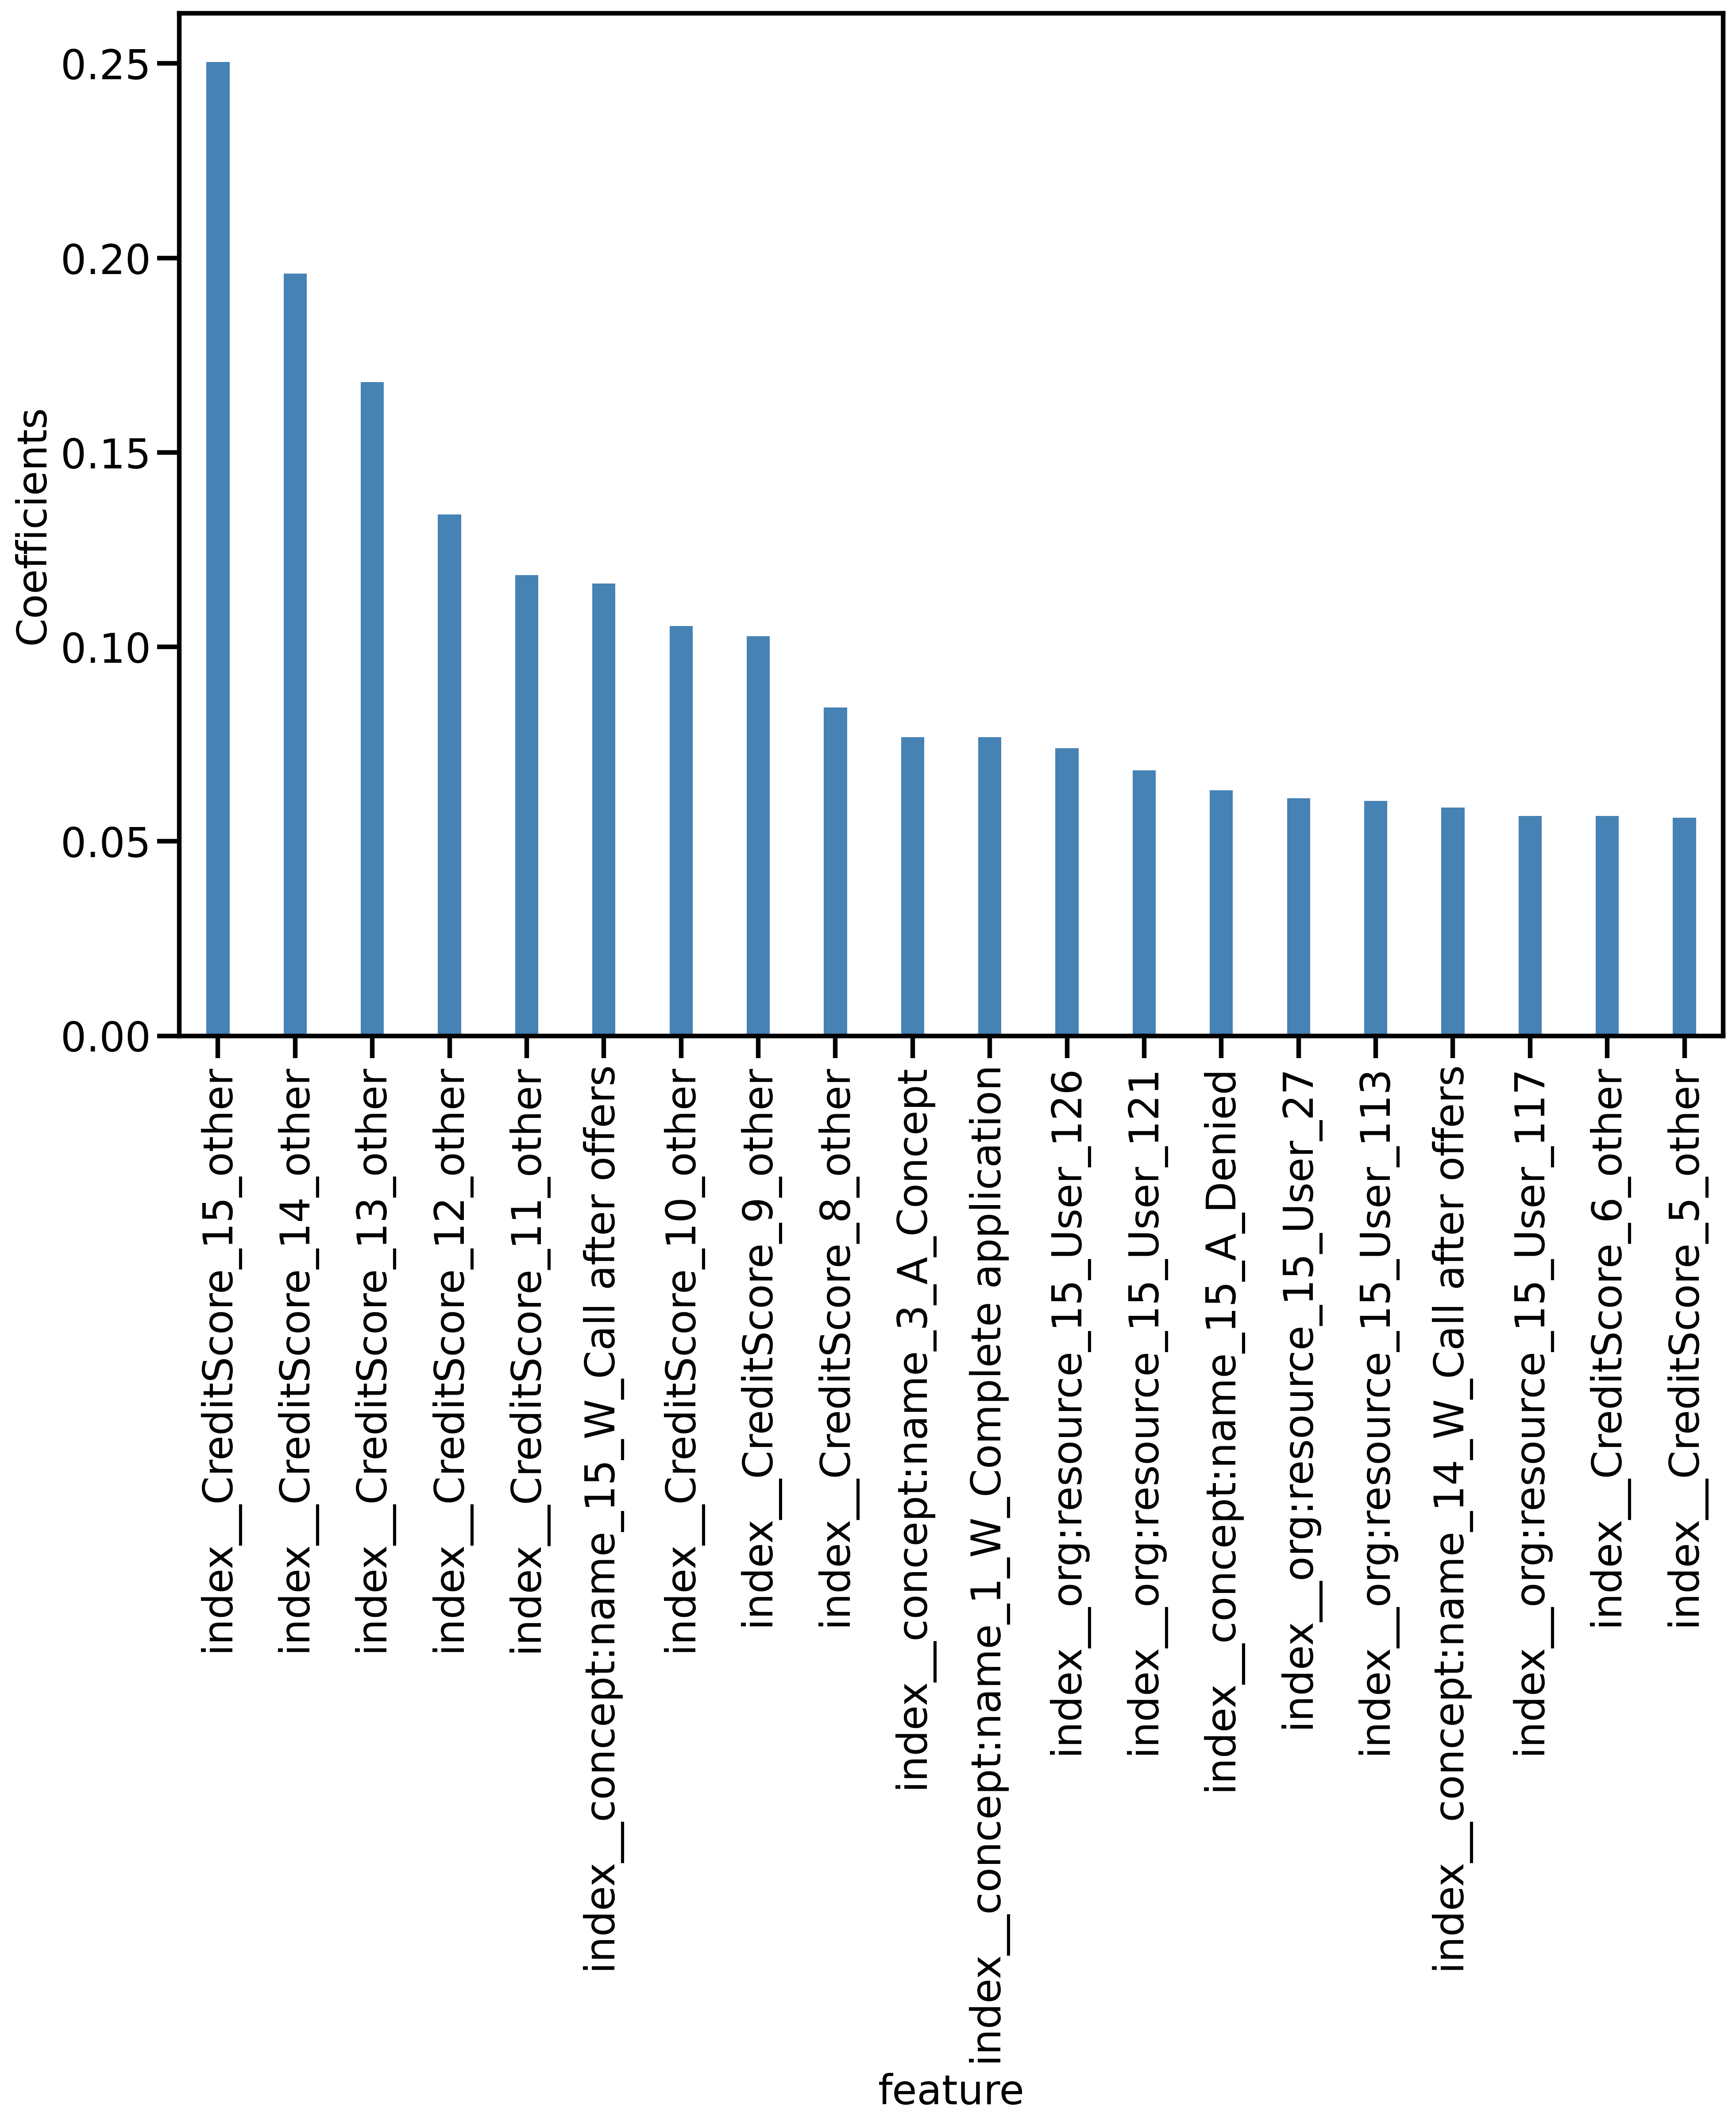 Coefficients
0.25
0.20
0.15
0.10
0.05
0.00
index__CreditScore_15_other
index__CreditScore_14_other
index__CreditScore_13_other
index__CreditScore_12_other
index__CreditScore_11_other
index__concept:name_15_W_Call after offers
index__CreditScore_10_other
index__CreditScore_9_other
index__CreditScore_8_other
index__concept:name_3_A_Concept
index__concept:name_1_W_Complete application
index__org:resource_15_User_126
index__org:resource_15_User_121
index__concept:name_15_A_Denied
index__org:resource_15_User_27
index__org:resource_15_User_113
index__concept:name_14_W_Call after offers
index__org:resource_15_User_117
index__CreditScore_6_other
index__CreditScore_5_other
feature